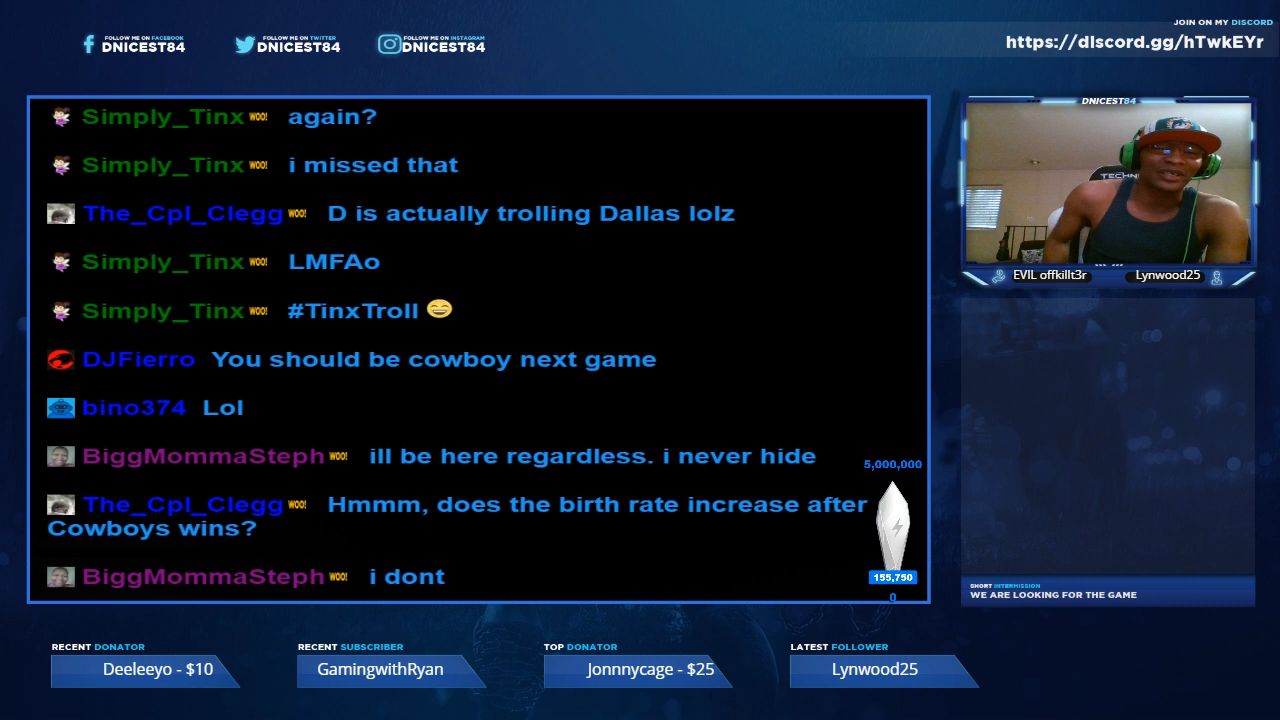 FOLLOW ME ON FACEBOOK
DNICEST84
FOLLOW ME ON TWITTER
DNICEST84
FOLLOW ME ON INSTAGRAM
DNICEST84
JOIN ON MY DISCORD
https://discord.gg/hTwkEYr
Simply_Tinx WOO! again?
Simply_Tinx WOO! i missed that
The_Cpl_Clegg WOO! D is actually trolling Dallas lolz
Simply_Tinx WOO! LMFAo
Simply_Tinx WOO! #TinxTroll
DJFierro You should be cowboy next game
bino374 Lol
BiggMommaSteph WOO! ill be here regardless. i never hide
The_Cpl_Clegg WOO! Hmmm, does the birth rate increase after
Cowboys wins?
BiggMommaSteph WOO! i dont
5,000,000
155,750
0
DNICEST84
TECHNI
EVIL offkillt3r
Lynwood25
SHORT INTERMISSION
WE ARE LOOKING FOR THE GAME
RECENT DONATOR
Deeleeyo - $10
RECENT SUBSCRIBER
GamingwithRyan
TOP DONATOR
Jonnnycage - $25
LATEST FOLLOWER
Lynwood25